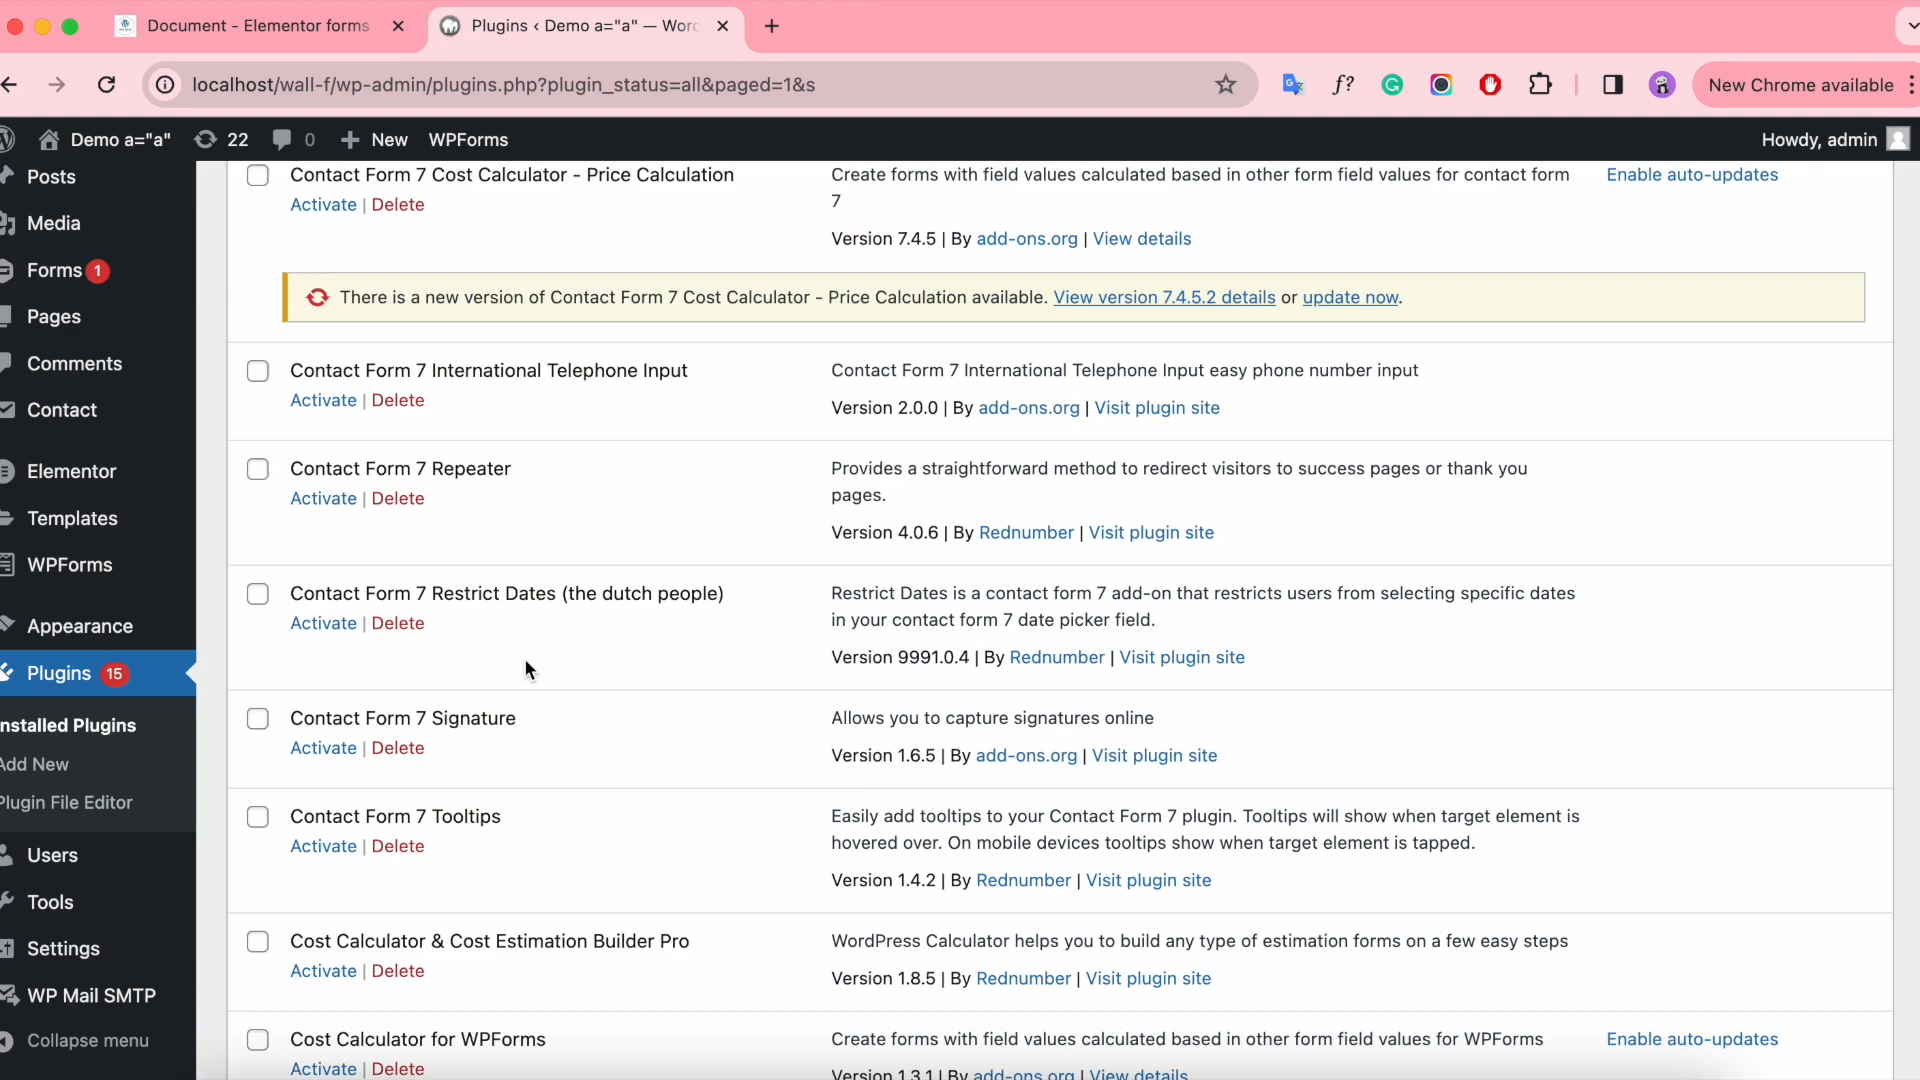 Document - Elementor forms
Plugins ‹ Demo a="a" — Worc
localhost/wall-f/wp-admin/plugins.php?plugin_status=all&paged=1&s
f?
New Chrome available
Demo a="a"
22
0
New
WPForms
Howdy, admin
Posts
Media
Forms 1
Pages
Comments
Contact
Elementor
Templates
WPForms
Appearance
Plugins 15
nstalled Plugins
Add New
Plugin File Editor
Users
Tools
Settings
WP Mail SMTP
Collapse menu
Contact Form 7 Cost Calculator - Price Calculation
Activate | Delete
Create forms with field values calculated based in other form field values for contact form
7
Version 7.4.5 | By add-ons.org | View details
Enable auto-updates
There is a new version of Contact Form 7 Cost Calculator - Price Calculation available. View version 7.4.5.2 details or update now.
Contact Form 7 International Telephone Input
Activate | Delete
Contact Form 7 International Telephone Input easy phone number input
Version 2.0.0 | By add-ons.org | Visit plugin site
Contact Form 7 Repeater
Activate | Delete
Provides a straightforward method to redirect visitors to success pages or thank you
pages.
Version 4.0.6 | By Rednumber | Visit plugin site
Contact Form 7 Restrict Dates (the dutch people)
Activate | Delete
Restrict Dates is a contact form 7 add-on that restricts users from selecting specific dates
in your contact form 7 date picker field.
Version 9991.0.4 | By Rednumber | Visit plugin site
Contact Form 7 Signature
Activate | Delete
Allows you to capture signatures online
Version 1.6.5 | By add-ons.org | Visit plugin site
Contact Form 7 Tooltips
Activate | Delete
Easily add tooltips to your Contact Form 7 plugin. Tooltips will show when target element is
hovered over. On mobile devices tooltips show when target element is tapped.
Version 1.4.2 | By Rednumber | Visit plugin site
Cost Calculator & Cost Estimation Builder Pro
Activate | Delete
WordPress Calculator helps you to build any type of estimation forms on a few easy steps
Version 1.8.5 | By Rednumber | Visit plugin site
Cost Calculator for WPForms
Activate | Delete
Create forms with field values calculated based in other form field values for WPForms
Version 1.3.1 | By add-ons.org | View details
Enable auto-updates